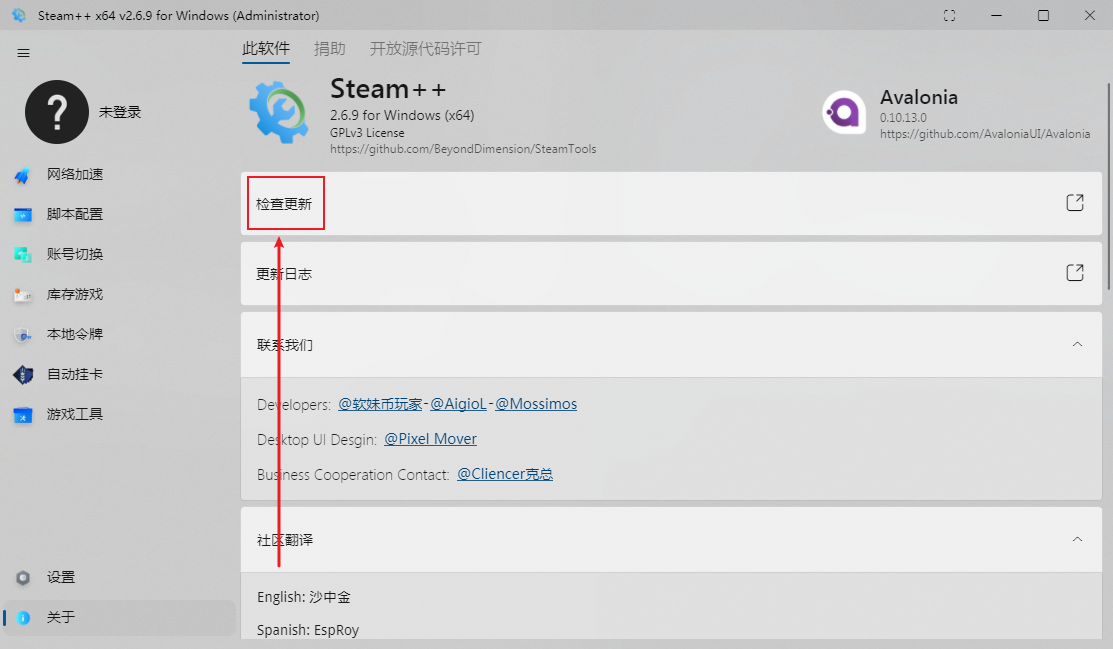 Steam++ x64 v2.6.9 for Windows (Administrator)
此软件 捐助 开放源代码许可
未登录
网络加速
脚本配置
账号切换
库存游戏
本地令牌
自动挂卡
游戏工具
设置
关于
Steam++
2.6.9 for Windows (x64)
GPLv3 License
https://github.com/BeyondDimension/SteamTools
Avalonia
0.10.13.0
https://github.com/AvaloniaUI/Avalonia
检查更新
更新日志
联系我们
Developers: @软妹币玩家-@AigioL-@Mossimos
Desktop UI Desgin: @Pixel Mover
Business Cooperation Contact: @Cliencer克总
社区翻译
English: 沙中金
Spanish: EspRoy